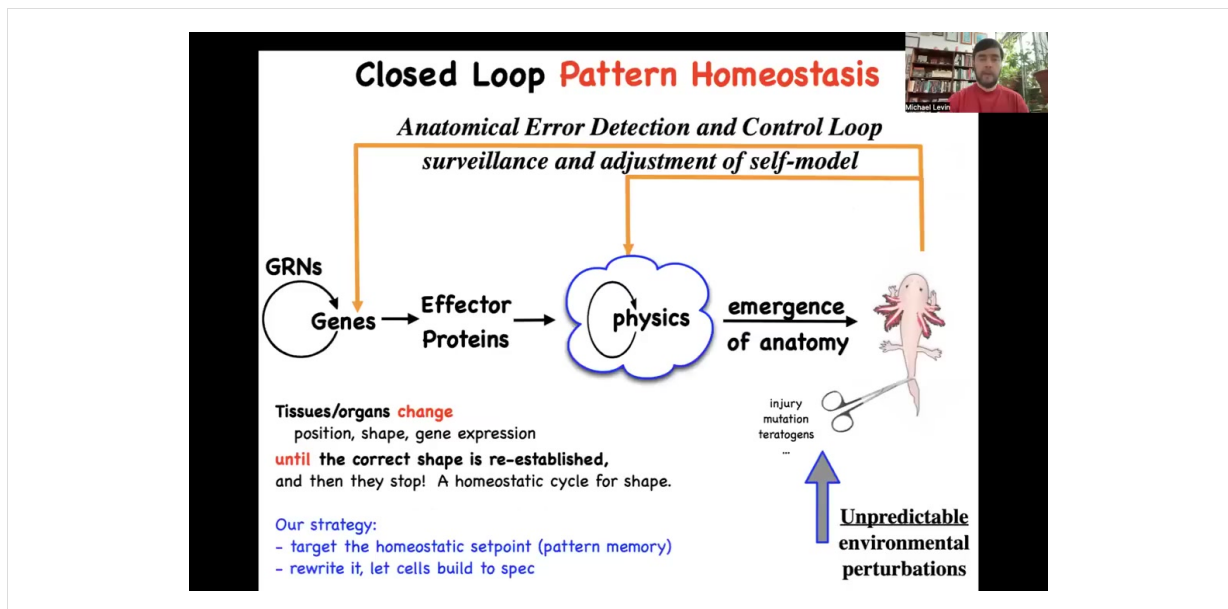 Closed Loop Pattern Homeostasis
Michael Levin
Anatomical Error Detection and Control Loop
surveillance and adjustment of self-model
GRNs
Genes
Effector
Proteins
physics
emergence
of anatomy
Tissues/organs change
position, shape, gene expression
until the correct shape is re-established,
and then they stop! A homeostatic cycle for shape.
injury
mutation
teratogens
...
Our strategy:
- target the homeostatic setpoint (pattern memory)
- rewrite it, let cells build to spec
Unpredictable
environmental
perturbations